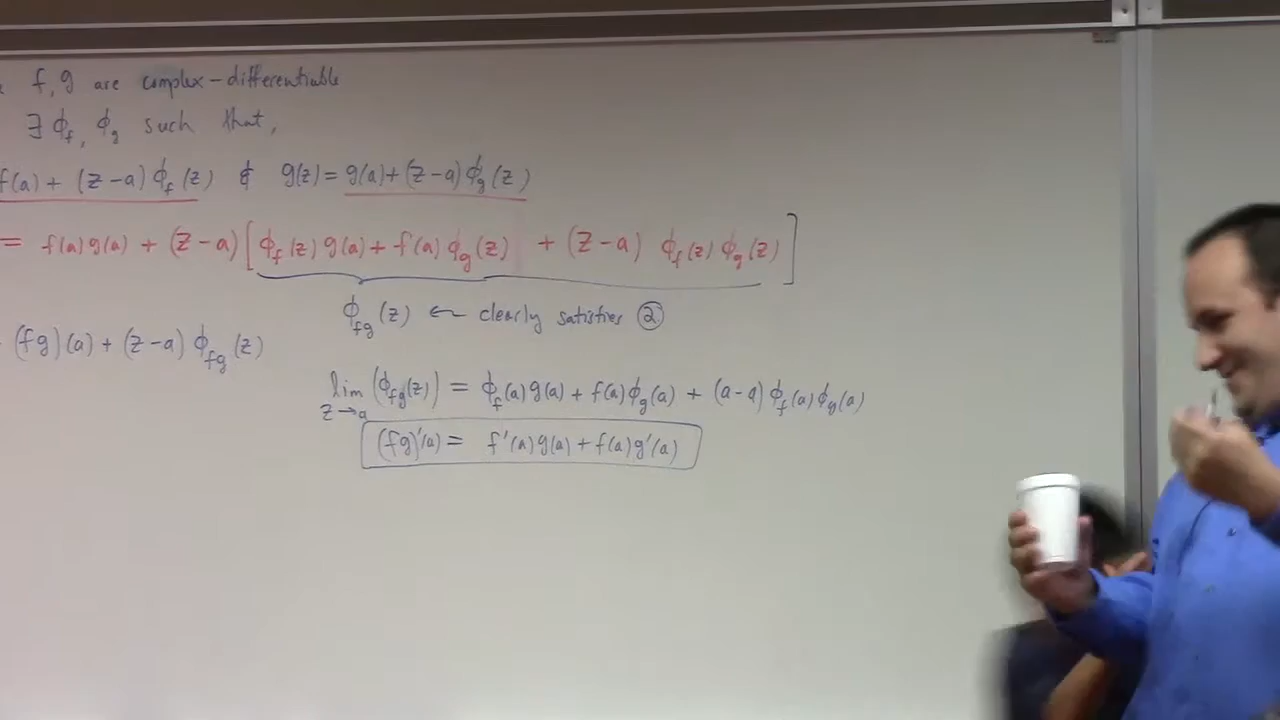 f, g are complex-differentiable
∃ ϕ_f, ϕ_g such that,
f(a) + (z-a) ϕ_f(z) & g(z) = g(a) + (z-a) ϕ_g(z)
= f(a)g(a) + (z-a) [ϕ_f(z) g(a) + f(a) ϕ_g(z) + (z-a) ϕ_f(z) ϕ_g(z)]
ϕ_fg(z) ← clearly satisfies ②
(fg)(a) + (z-a) ϕ_fg(z)
lim_{z→a} (ϕ_fg(z)) = ϕ_f(a)g(a) + f(a)ϕ_g(a) + (a-a) ϕ_f(a)ϕ_g(a)
(fg)'(a) = f'(a)g(a) + f(a)g'(a)